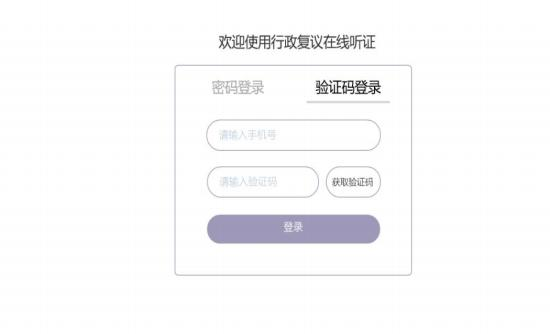 欢迎使用行政复议在线听证
密码登录 验证码登录
请输入手机号
请输入验证码 获取验证码
登录